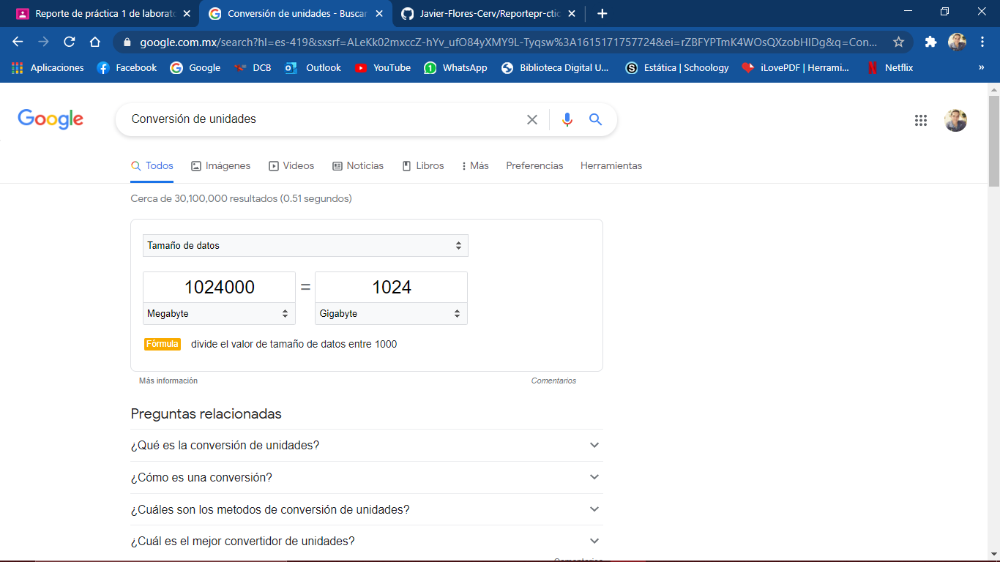 Reporte de práctica 1 de laborato
Conversión de unidades - Buscar
Javier-Flores-Cerv/Reportepr-ctic
google.com.mx/search?hl=es-419&sxsrf=ALeKk02mxccZ-hYv_ufO84yXMY9L-Tyqsw%3A1615171757724&ei=rZBFYPTmK4WOsQXzobHIDg&q=Con...
Aplicaciones Facebook Google DCB Outlook YouTube WhatsApp Biblioteca Digital U... Estática | Schoology iLovePDF | Herrami... Netflix »
Google
Conversión de unidades
Todos Imágenes Videos Noticias Libros Más Preferencias Herramientas
Cerca de 30,100,000 resultados (0.51 segundos)
Tamaño de datos
1024000 = 1024
Megabyte Gigabyte
Fórmula divide el valor de tamaño de datos entre 1000
Más información Comentarios
Preguntas relacionadas
¿Qué es la conversión de unidades?
¿Cómo es una conversión?
¿Cuáles son los metodos de conversión de unidades?
¿Cuál es el mejor convertidor de unidades?